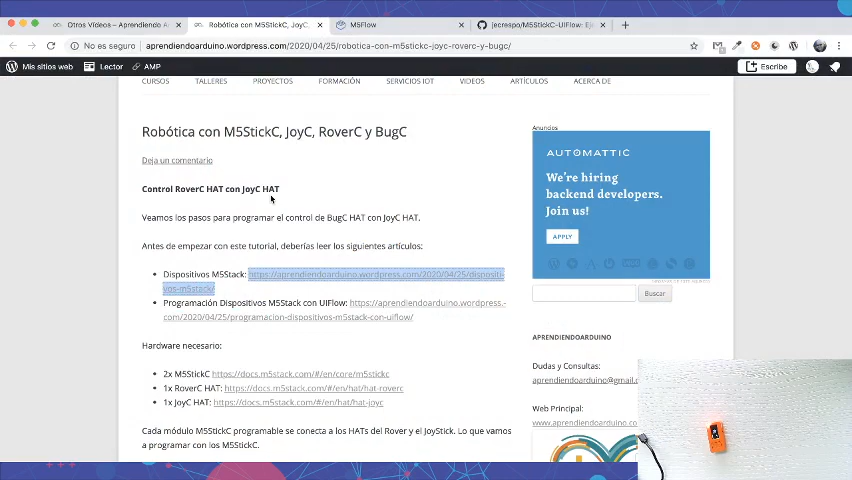 Otros Vídeos – Aprendiendo A
Robótica con M5StickC, JoyC,
M5Flow
jecrespo/M5StickC-UIFlow: Ej
No es seguro
aprendiendoarduino.wordpress.com/2020/04/25/robotica-con-m5stickc-joyc-roverc-y-bugc/
Mis sitios web
Lector
AMP
Escribe
CURSOS
TALLERES
PROYECTOS
FORMACIÓN
SERVICIOS IOT
VIDEOS
ARTÍCULOS
ACERCA DE
Robótica con M5StickC, JoyC, RoverC y BugC
Deja un comentario
Control RoverC HAT con JoyC HAT
Veamos los pasos para programar el control de BugC HAT con JoyC HAT.
Antes de empezar con este tutorial, deberías leer los siguientes artículos:
• Dispositivos M5Stack: https://aprendiendoarduino.wordpress.com/2020/04/25/dispositi-
vos-m5stack/
• Programación Dispositivos M5Stack con UIFlow: https://aprendiendoarduino.wordpress.-
com/2020/04/25/programacion-dispositivos-m5stack-con-uiflow/
Hardware necesario:
• 2x M5StickC https://docs.m5stack.com/#/en/core/m5stickc
• 1x RoverC HAT: https://docs.m5stack.com/#/en/hat/hat-roverc
• 1x JoyC HAT: https://docs.m5stack.com/#/en/hat/hat-joyc
Cada módulo M5StackC programable se conecta a los HATs del Rover y el JoyStick. Lo que vamos
a programar con los M5StickC.
Anuncios
AUTOMATTIC
We're hiring
backend developers.
Join us!
APPLY
Buscar
APRENDIENDOARDUINO
Dudas y Consultas:
aprendiendoarduino@gmail.c
Web Principal:
www.aprendiendoarduino.co